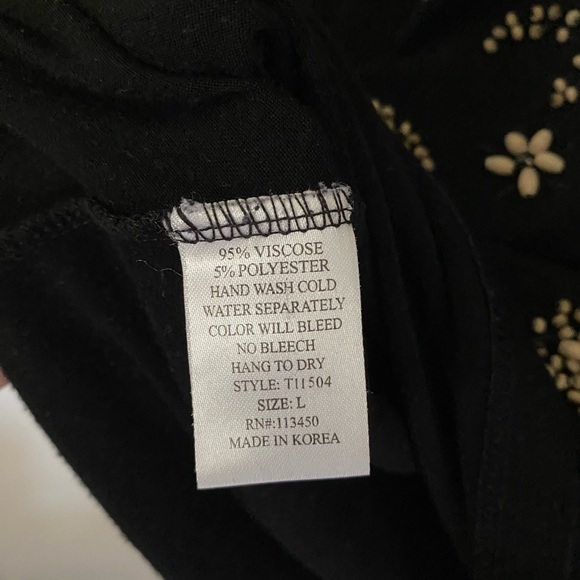 95% VISCOSE
5% POLYESTER
HAND WASH COLD
WATER SEPARATELY
COLOR WILL BLEED
NO BLEECH
HANG TO DRY
STYLE: T11504
SIZE: L
RN#:113450
MADE IN KOREA